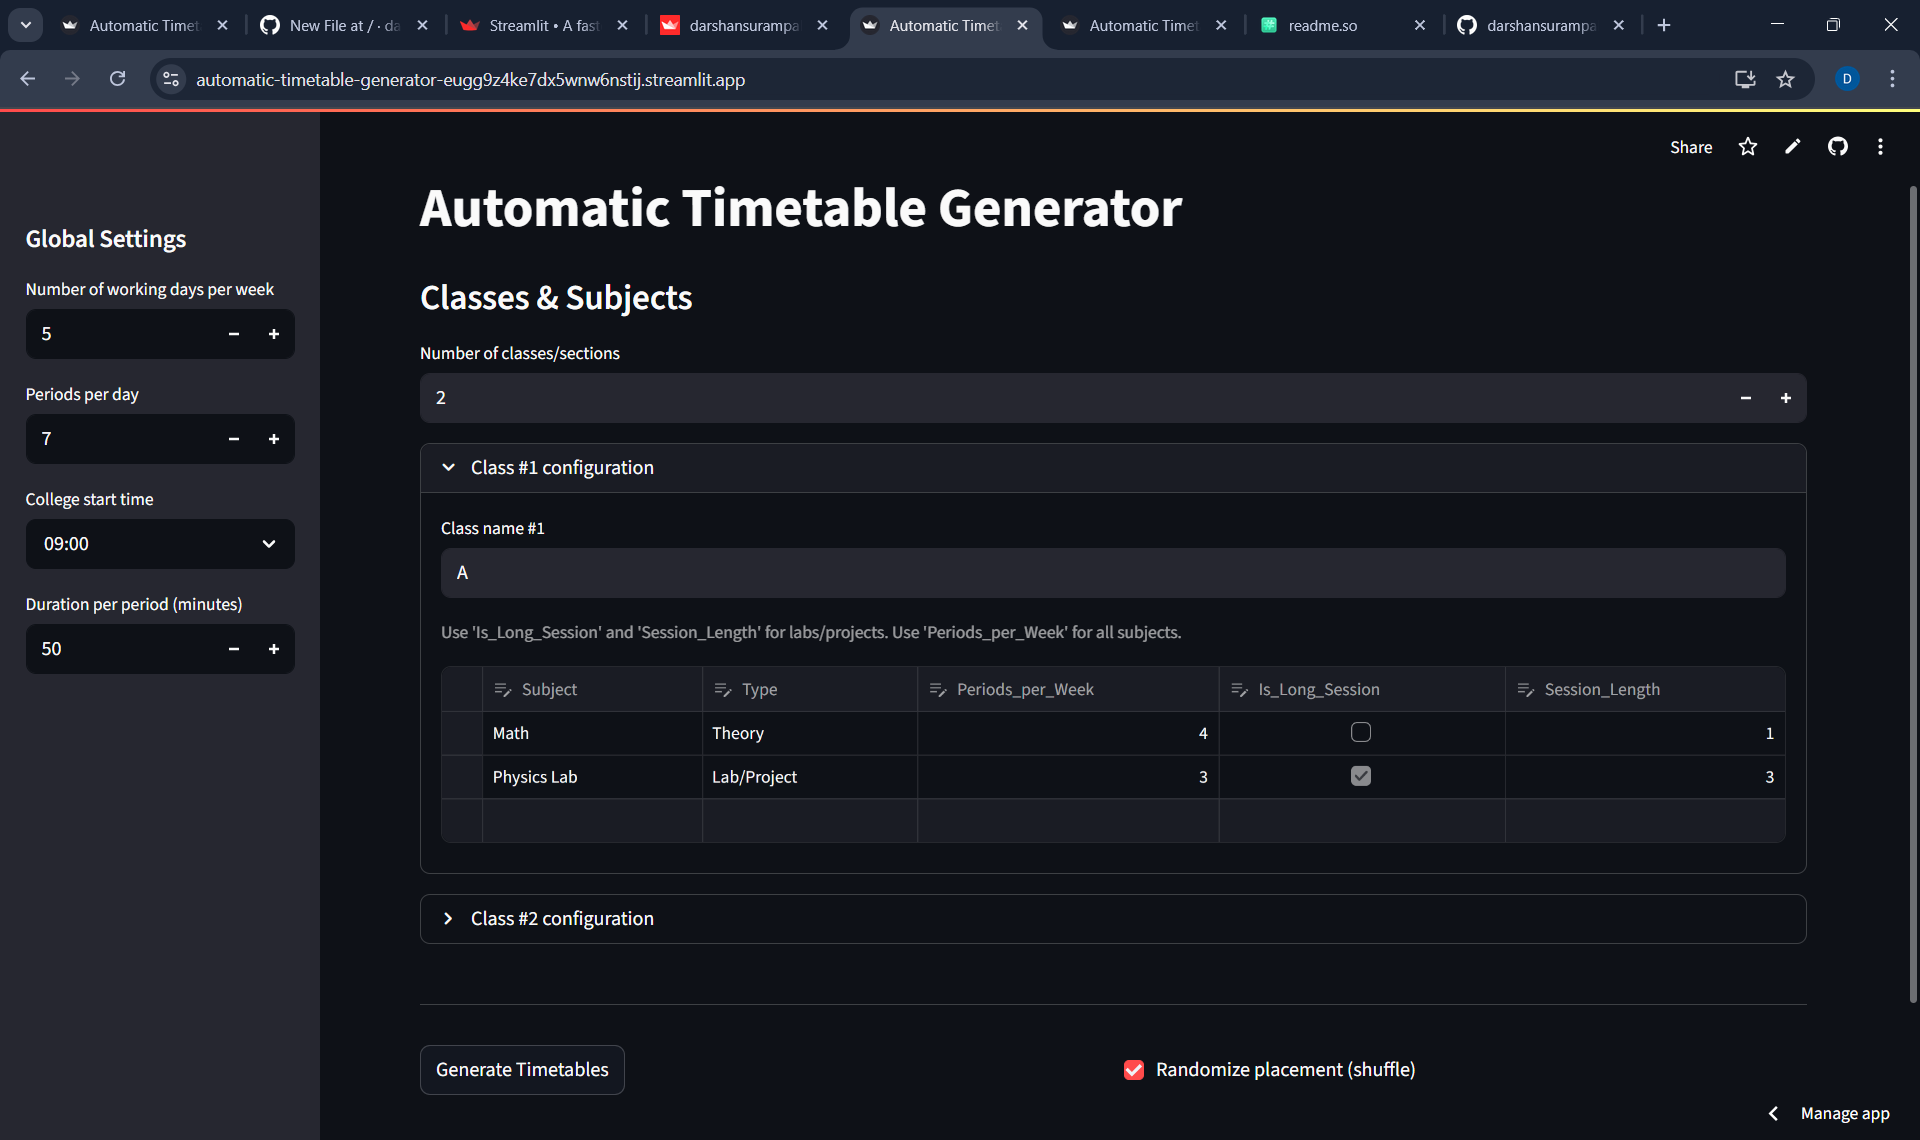 Automatic Timet
New File at / · da
Streamlit • A fast
darshansurampa
Automatic Timet
Automatic Timet
readme.so
darshansurampa
automatic-timetable-generator-eugg9z4ke7dx5wnw6nstij.streamlit.app
D
Share
Global Settings
Number of working days per week
5
Periods per day
7
College start time
09:00
Duration per period (minutes)
50
Automatic Timetable Generator
Classes & Subjects
Number of classes/sections
2
Class #1 configuration
Class name #1
A
Use 'Is_Long_Session' and 'Session_Length' for labs/projects. Use 'Periods_per_Week' for all subjects.
Subject Type Periods_per_Week Is_Long_Session Session_Length
Math Theory 4 1
Physics Lab Lab/Project 3 3
Class #2 configuration
Generate Timetables
Randomize placement (shuffle)
Manage app